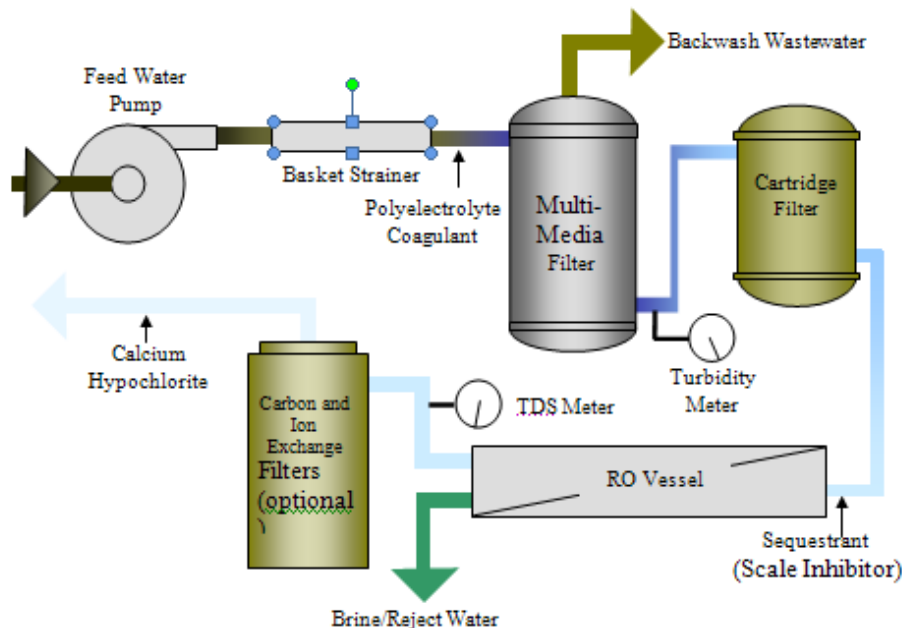 Backwash Wastewater
Feed Water
Pump
Basket Strainer
Polyelectrolyte
Coagulant
Multi-
Media
Filter
Cartridge
Filter
Turbidity
Meter
Calcium
Hypochlorite
Carbon and
Ion
Exchange
Filters
(optional
)
TDS Meter
RO Vessel
Sequestrant
(Scale Inhibitor)
Brine/Reject Water